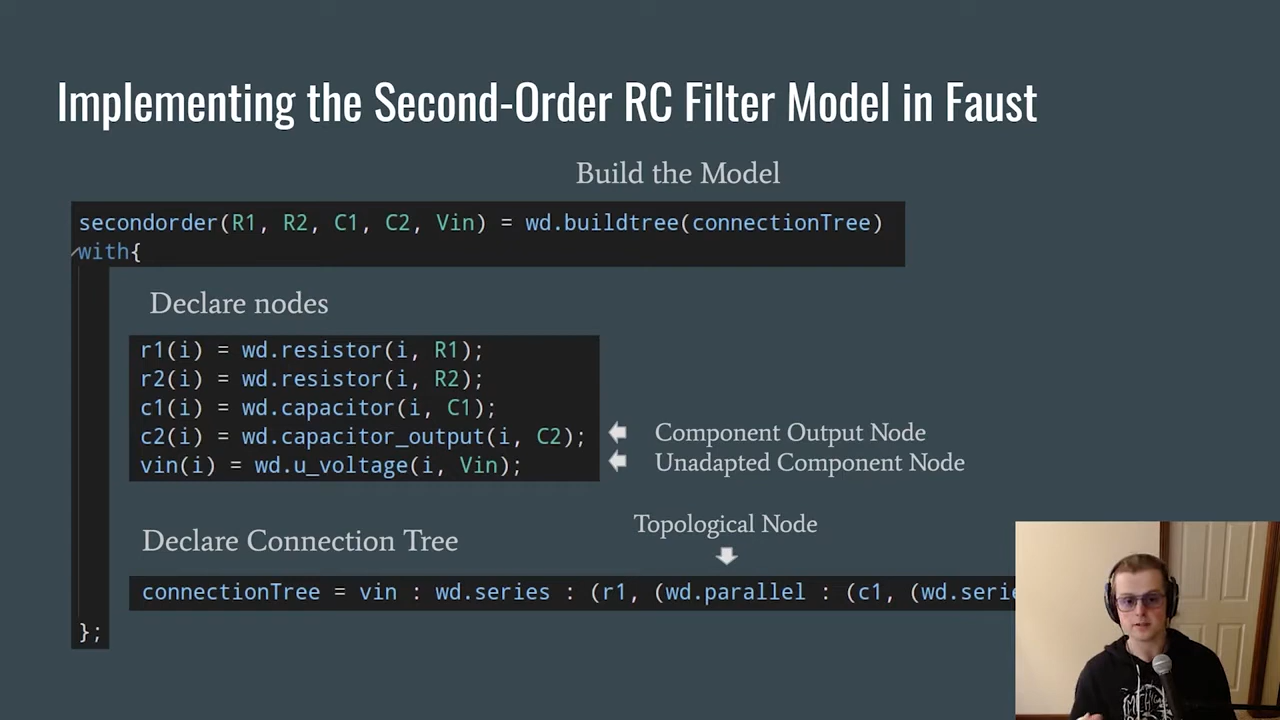 Implementing the Second-Order RC Filter Model in Faust
Build the Model
secondorder(R1, R2, C1, C2, Vin) = wd.buildtree(connectionTree)
with{
Declare nodes
r1(i) = wd.resistor(i, R1);
r2(i) = wd.resistor(i, R2);
c1(i) = wd.capacitor(i, C1);
c2(i) = wd.capacitor_output(i, C2);
vin(i) = wd.u_voltage(i, Vin);
Component Output Node
Unadapted Component Node
Topological Node
Declare Connection Tree
connectionTree = vin : wd.series : (r1, (wd.parallel : (c1, (wd.serie
};